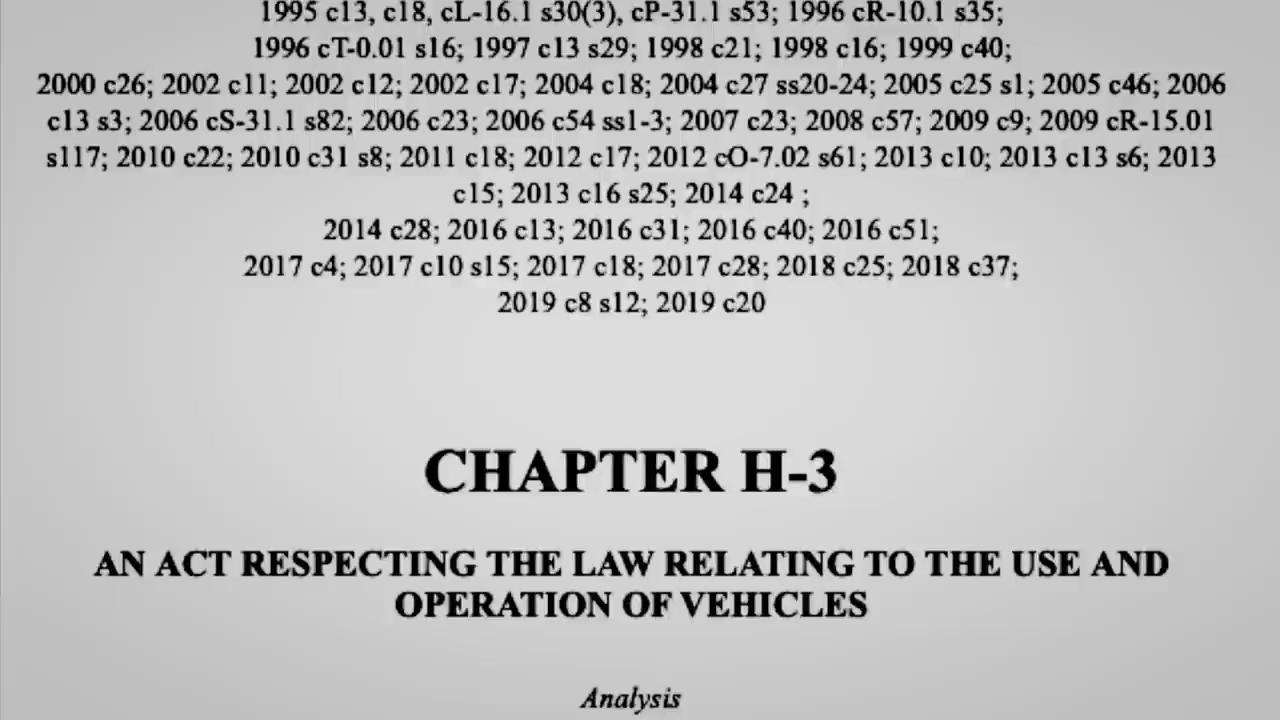 1995 c13, c18, cL-16.1 s30(3), cP-31.1 s53; 1996 cR-10.1 s35;
1996 cT-0.01 s16; 1997 c13 s29; 1998 c21; 1998 c16; 1999 c40;
2000 c26; 2002 c11; 2002 c12; 2002 c17; 2004 c18; 2004 c27 ss20-24; 2005 c25 s1; 2005 c46; 2006
c13 s3; 2006 cS-31.1 s82; 2006 c23; 2006 c54 ss1-3; 2007 c23; 2008 c57; 2009 c9; 2009 cR-15.01
s117; 2010 c22; 2010 c31 s8; 2011 c18; 2012 c17; 2012 cO-7.02 s61; 2013 c10; 2013 c13 s6; 2013
c15; 2013 c16 s25; 2014 c24 ;
2014 c28; 2016 c13; 2016 c31; 2016 c40; 2016 c51;
2017 c4; 2017 c10 s15; 2017 c18; 2017 c28; 2018 c25; 2018 c37;
2019 c8 s12; 2019 c20
CHAPTER H-3
AN ACT RESPECTING THE LAW RELATING TO THE USE AND
OPERATION OF VEHICLES
Analysis